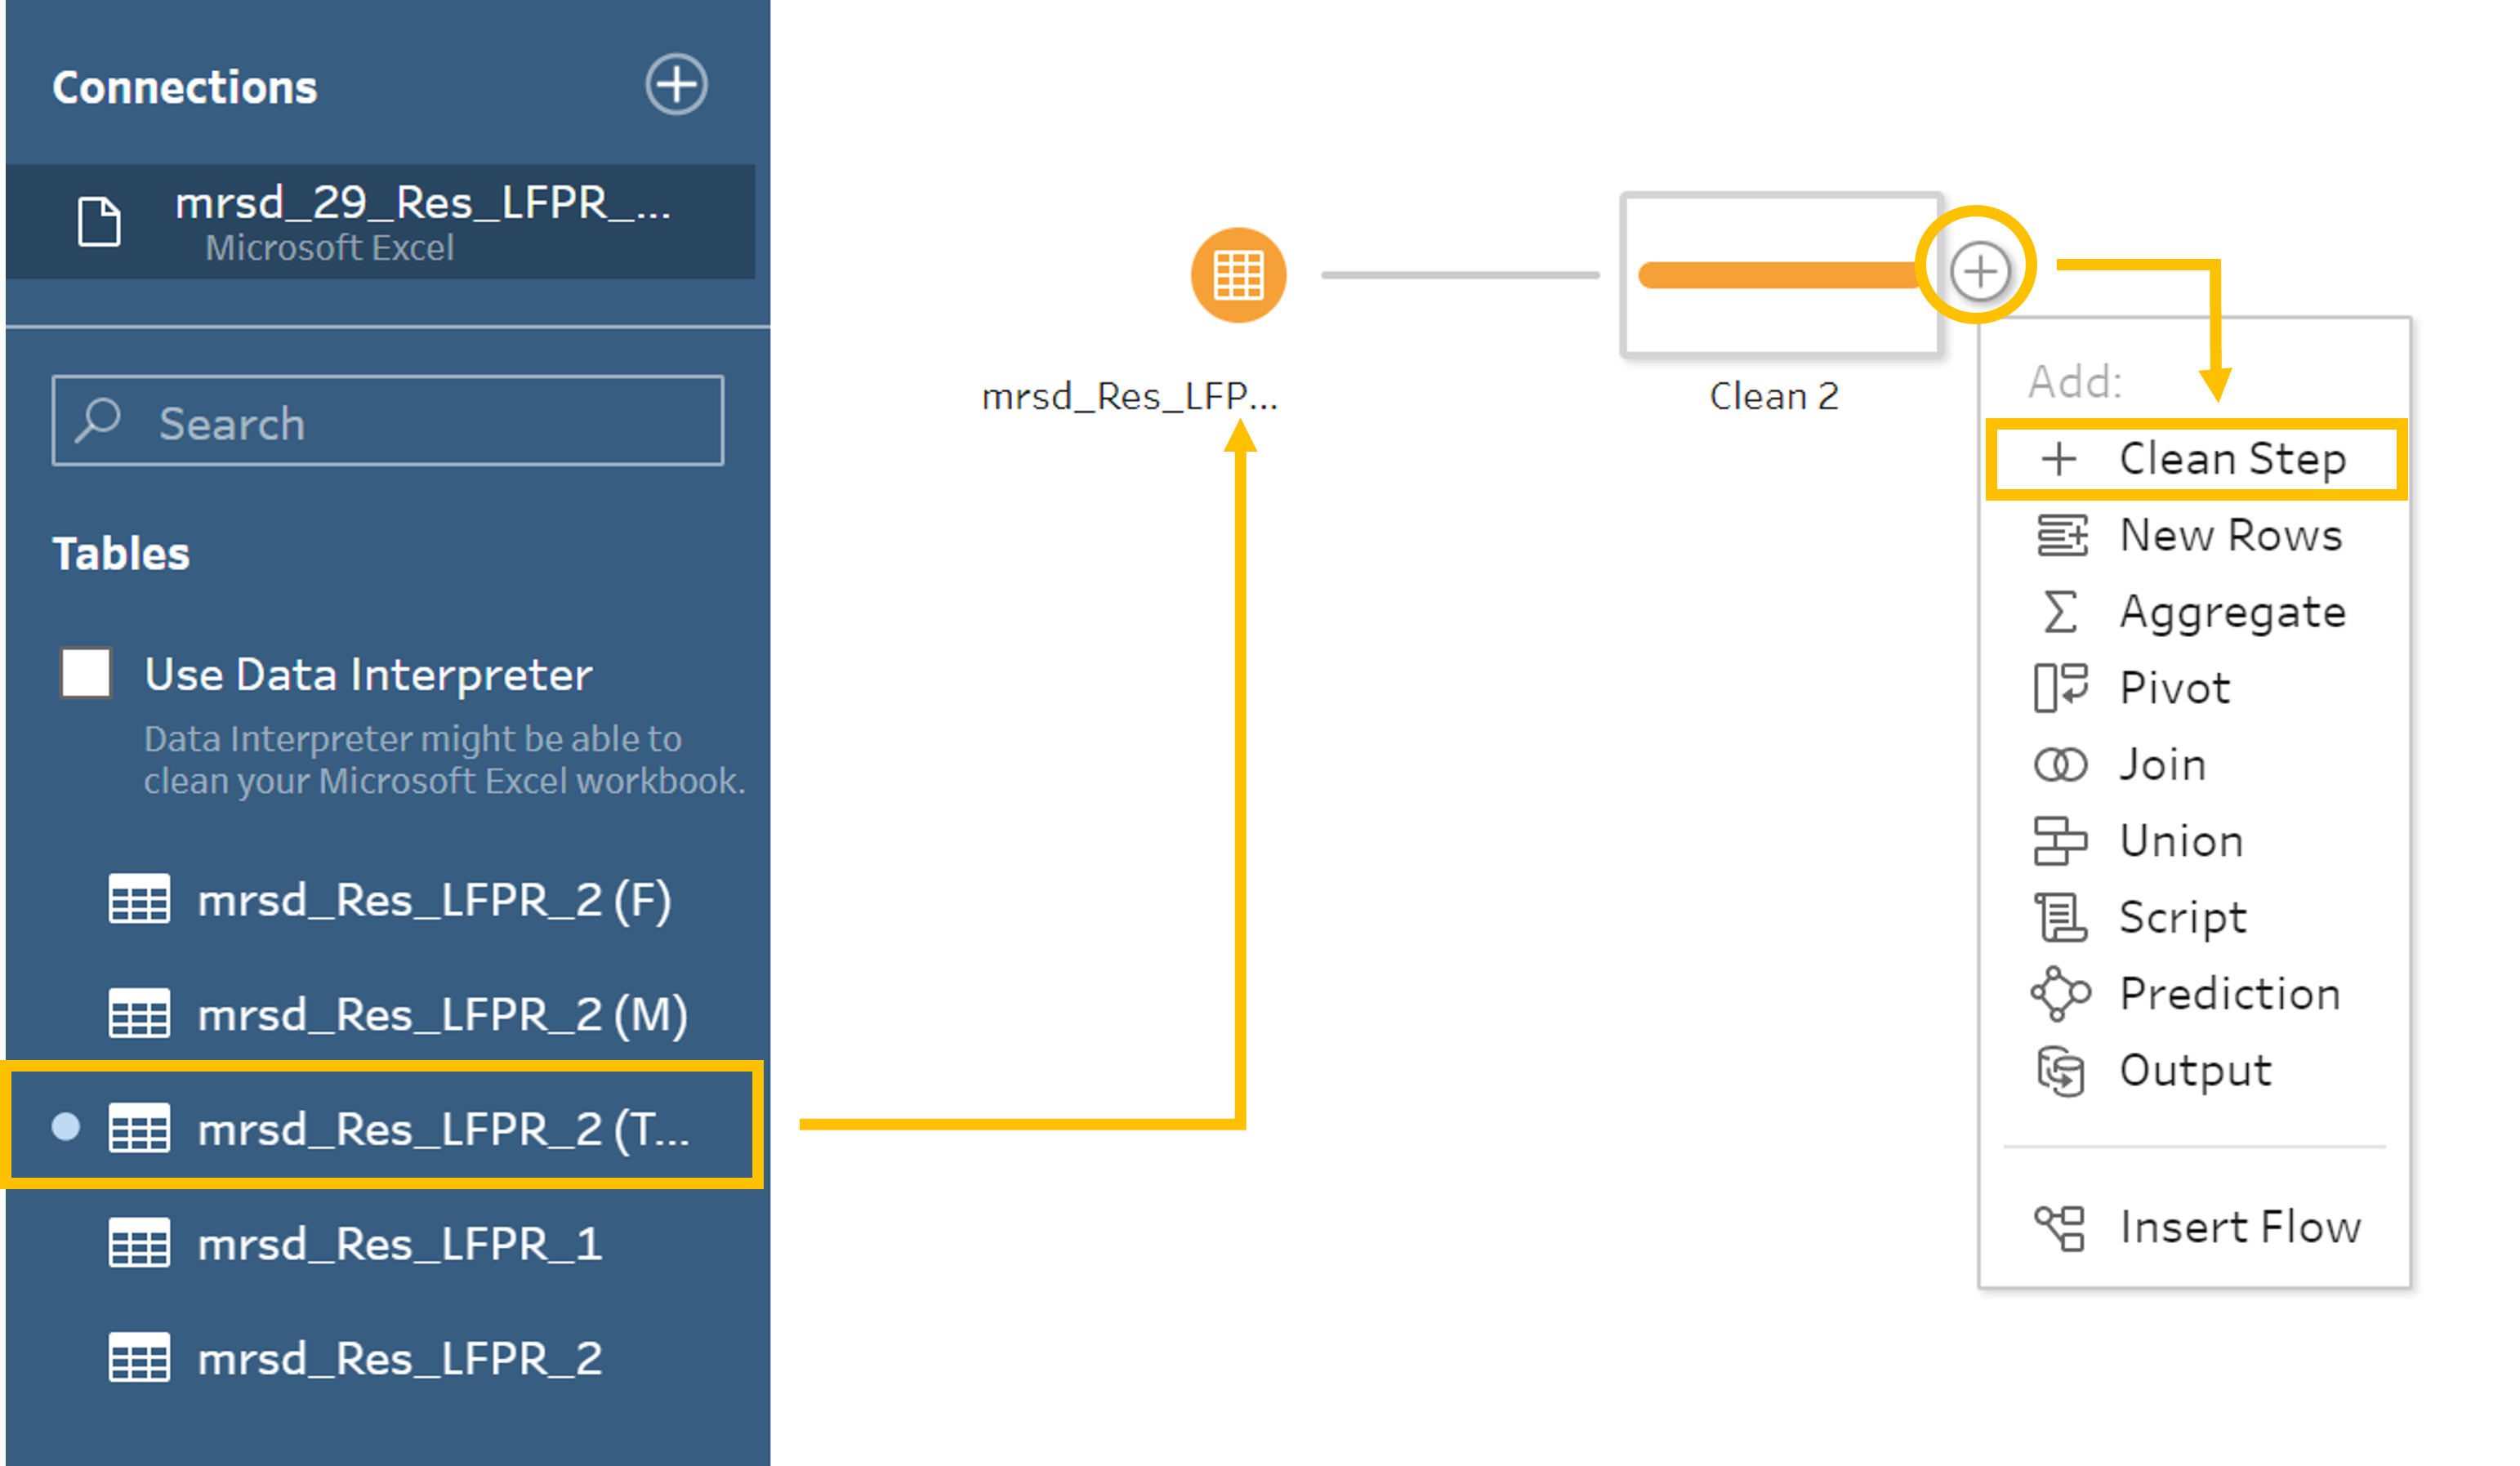 Connections
mrsd_29_Res_LFPR_...
Microsoft Excel
Search
Tables
Use Data Interpreter
Data Interpreter might be able to
clean your Microsoft Excel workbook.
mrsd_Res_LFPR_2 (F)
mrsd_Res_LFPR_2 (M)
mrsd_Res_LFPR_2 (T...
mrsd_Res_LFPR_1
mrsd_Res_LFPR_2
mrsd_Res_LFP...
Clean 2
Add:
Clean Step
New Rows
Aggregate
Pivot
Join
Union
Script
Prediction
Output
Insert Flow